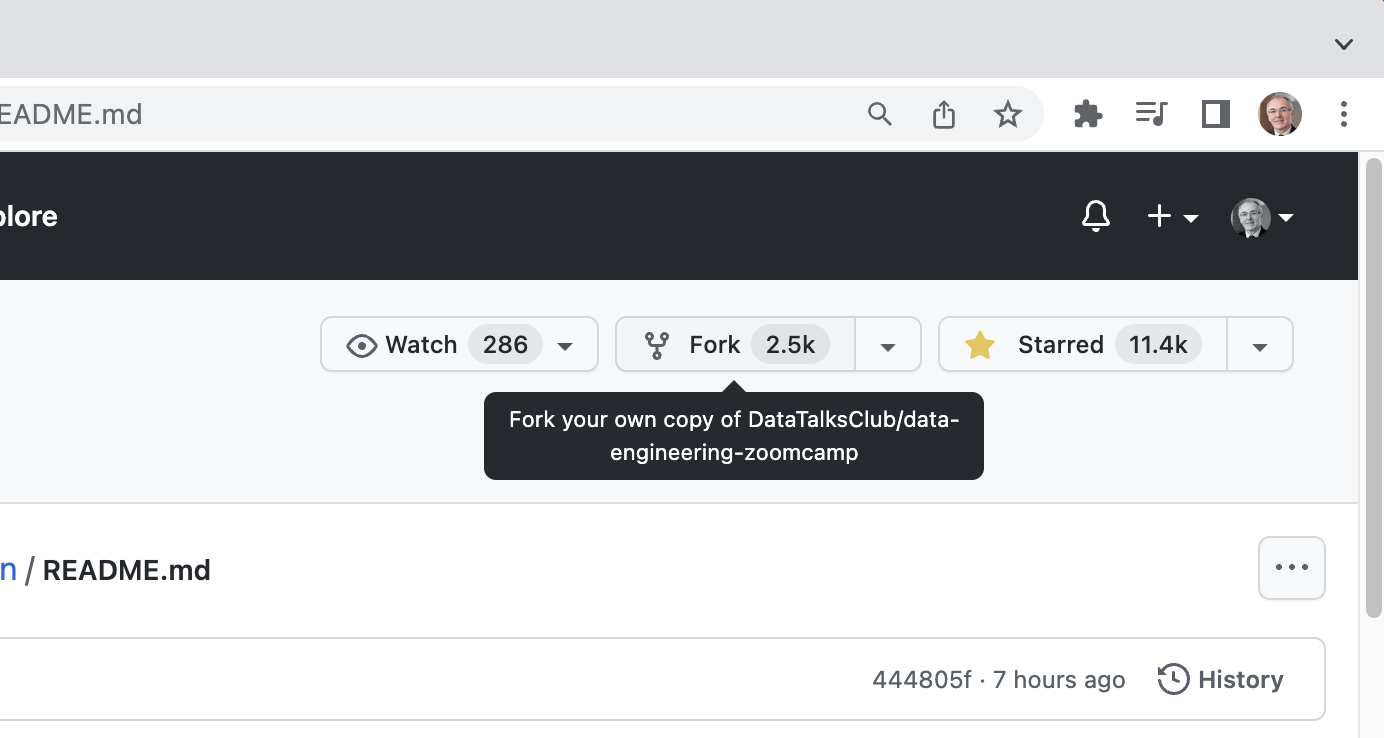 EADME.md
plore
Watch 286
Fork 2.5k
Starred 11.4k
Fork your own copy of DataTalksClub/data-
engineering-zoomcamp
n / README.md
444805f · 7 hours ago
History